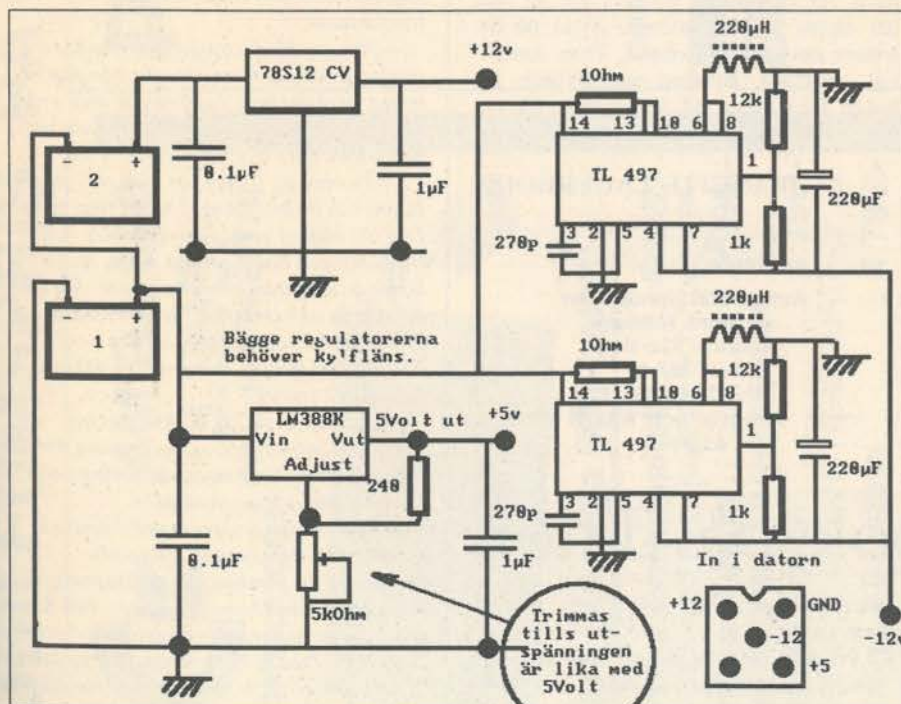 220µH
+12v
78S12 CV
1Ohm
12k
14
13
10
6
8
-
+
2
0.1µF
1µF
TL 497
1
220µF
3
2
5
4
7
270p
1k
-
+
1
220µH
Bägge regulatorerna
behöver kylfläns.
1Ohm
12k
14
13
10
6
8
LM388K
5Volt ut
+5v
Vin
Vut
Adjust
TL 497
1
220µF
240
3
2
5
4
7
270p
1k
0.1µF
1µF
5kOhm
In i datorn
Trimmas
tills ut-
spänningen
är lika med
5Volt
+12
GND
-12
+5
-12v